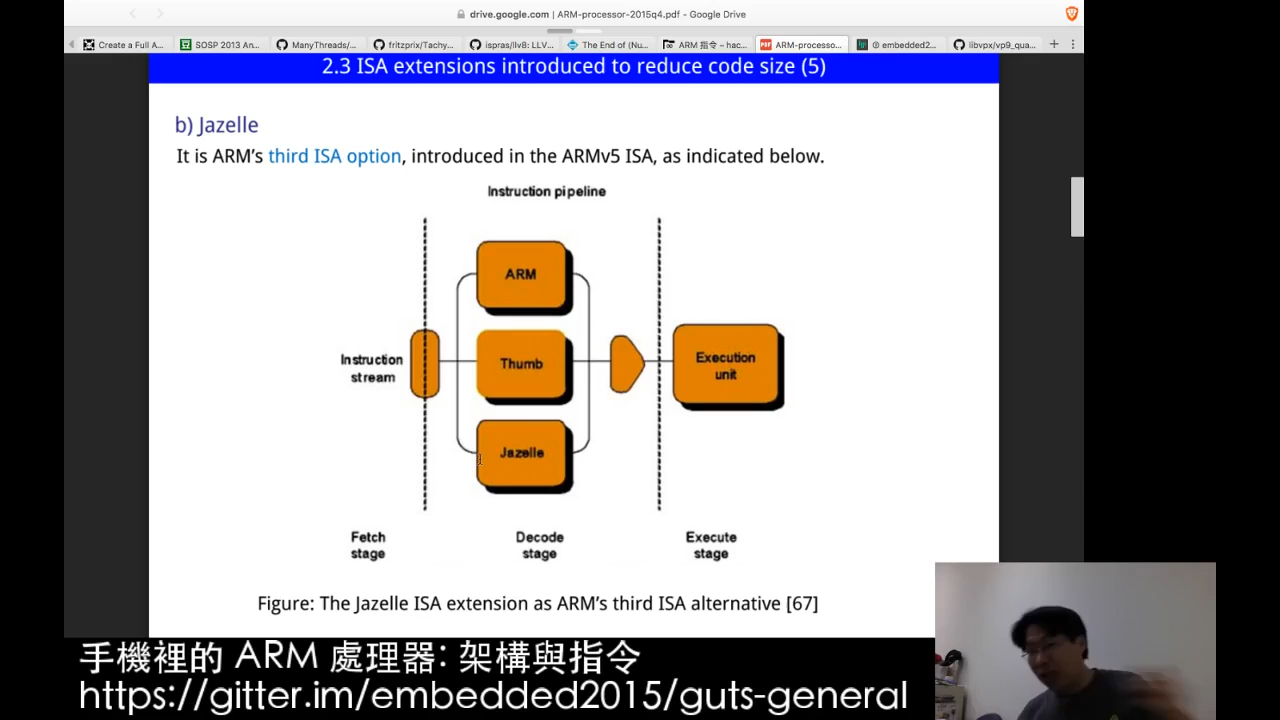 drive.google.com | ARM-processor-2015q4.pdf - Google Drive
Create a Full A... SOSP 2013 An... ManyThreads/... fritzprix/Tachy... ispras/llv8: LLV... The End of (Nu... ARM 指令 – hac... ARM-processo... embedded2... libvpx/vp9_qua...
2.3 ISA extensions introduced to reduce code size (5)
b) Jazelle
It is ARM's third ISA option, introduced in the ARMv5 ISA, as indicated below.
Instruction pipeline
ARM
Instruction
stream
Thumb
Execution
unit
Jazelle
Fetch
stage
Decode
stage
Execute
stage
Figure: The Jazelle ISA extension as ARM's third ISA alternative [67]
手機裡的 ARM 處理器: 架構與指令
https://gitter.im/embedded2015/guts-general